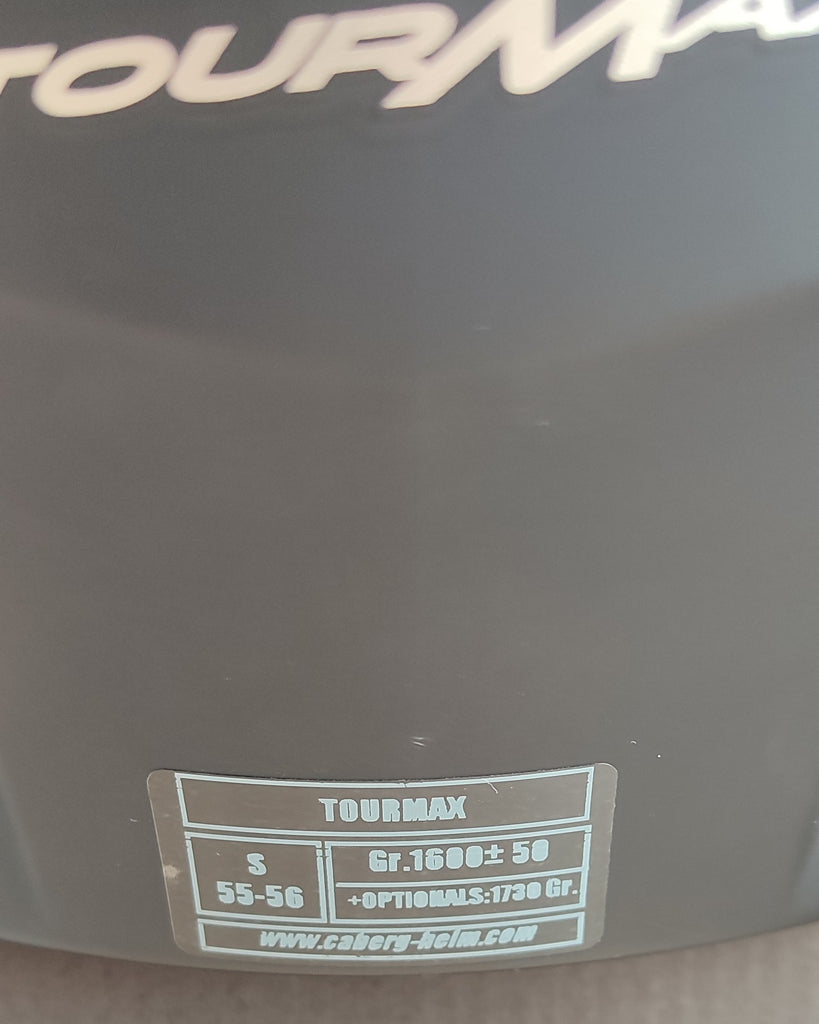 TOURMA
TOURMAX
S
55-56
Gr.1600± 50
+OPTIONALS:1730 Gr.
www.caberg-helm.com